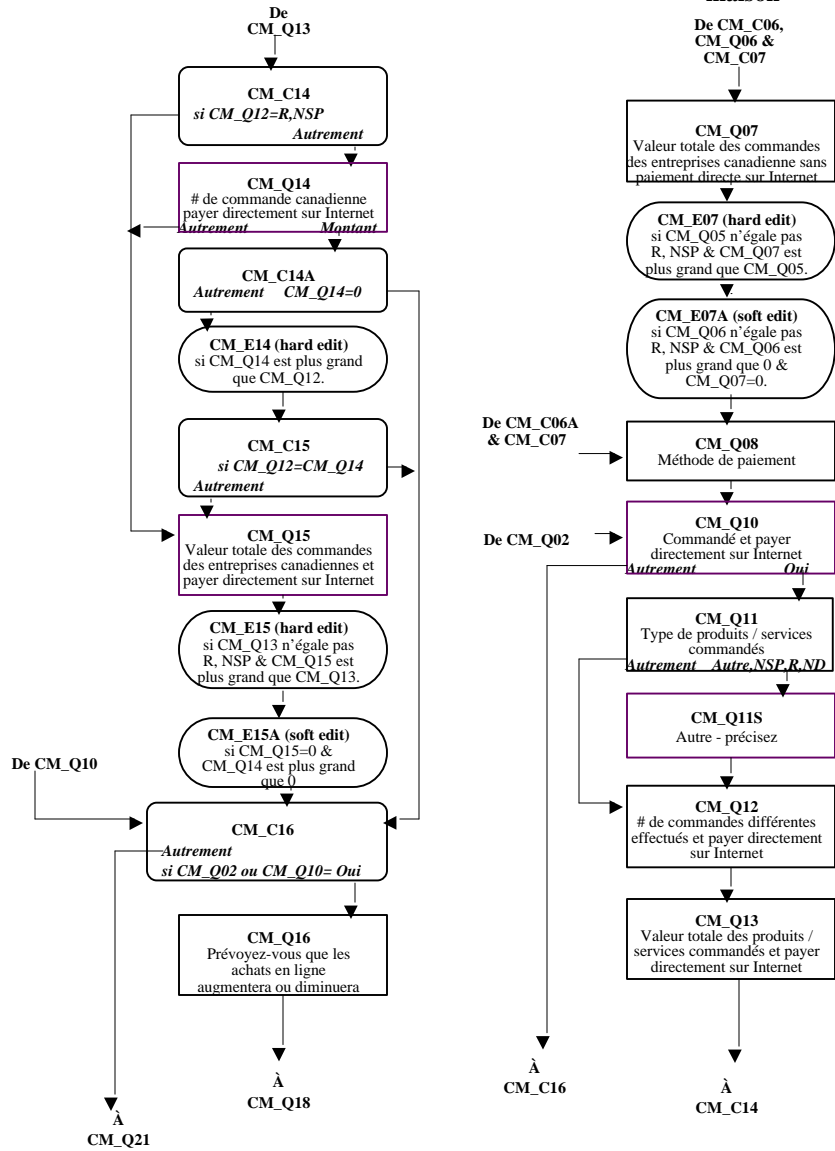 De
CM_Q13
CM_C14
si CM_Q12=R,NSP
Autrement
CM_Q14
# de commande canadienne
payer directement sur Internet
Autrement Montant
CM_C14A
Autrement CM_Q14=0
CM_E14 (hard edit)
si CM_Q14 est plus grand
que CM_Q12.
CM_C15
si CM_Q12=CM_Q14
Autrement
CM_Q15
Valeur totale des commandes
des entreprises canadiennes et
payer directement sur Internet
CM_E15 (hard edit)
si CM_Q13 n'égale pas
R, NSP & CM_Q15 est
plus grand que CM_Q13.
CM_E15A (soft edit)
si CM_Q15=0 &
CM_Q14 est plus grand
que 0
De CM_Q10
CM_C16
Autrement
si CM_Q02 ou CM_Q10= Oui
CM_Q16
Prévoyez-vous que les
achats en ligne
augmentera ou diminuera
À
CM_Q18
À
CM_Q21
maison
De CM_C06,
CM_Q06 &
CM_C07
CM_Q07
Valeur totale des commandes
des entreprises canadienne sans
paiement directe sur Internet
CM_E07 (hard edit)
si CM_Q05 n'égale pas
R, NSP & CM_Q07 est
plus grand que CM_Q05.
CM_E07A (soft edit)
si CM_Q06 n'égale pas
R, NSP & CM_Q06 est
plus grand que 0 &
CM_Q07=0.
De CM_C06A
& CM_C07
CM_Q08
Méthode de paiement
De CM_Q02
CM_Q10
Commandé et payer
directement sur Internet
Autrement Oui
CM_Q11
Type de produits / services
commandés
Autrement Autre,NSP,R,ND
CM_Q11S
Autre - précisez
CM_Q12
# de commandes différentes
effectués et payer directement
sur Internet
CM_Q13
Valeur totale des produits /
services commandés et payer
directement sur Internet
À
CM_C16
À
CM_C14